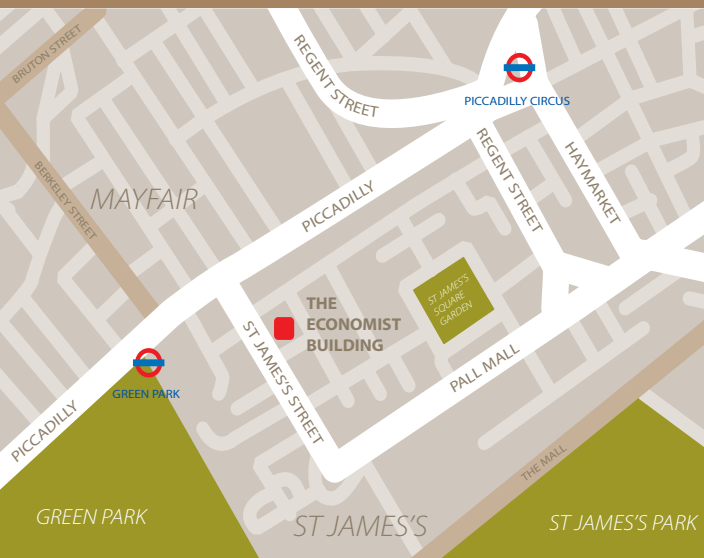 BRUTON STREET
REGENT STREET
PICCADILLY CIRCUS
BERKELEY STREET
MAYFAIR
PICCADILLY
REGENT STREET
HAYMARKET
ST JAMES'S
SQUARE
GARDEN
THE
ECONOMIST
BUILDING
ST JAMES'S STREET
PALL MALL
GREEN PARK
PICCADILLY
THE MALL
GREEN PARK
ST JAMES'S
ST JAMES'S PARK